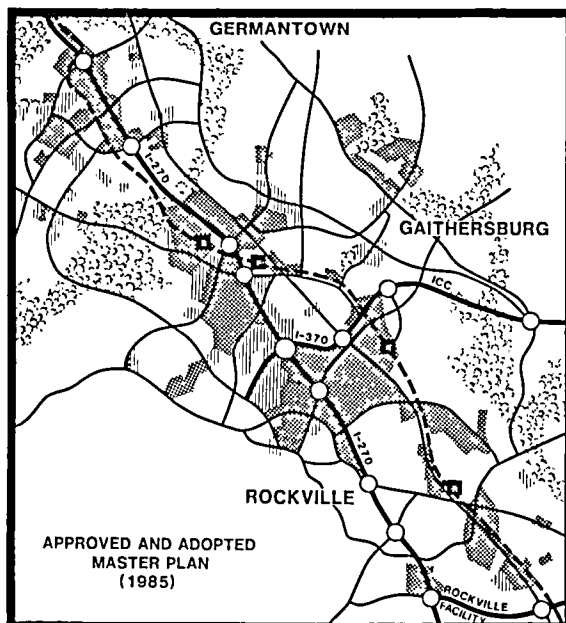 GERMANTOWN
I-270
GAITHERSBURG
ICC
I-370
I-270
ROCKVILLE
APPROVED AND ADOPTED
MASTER PLAN
(1985)
ROCKVILLE
FACILITY